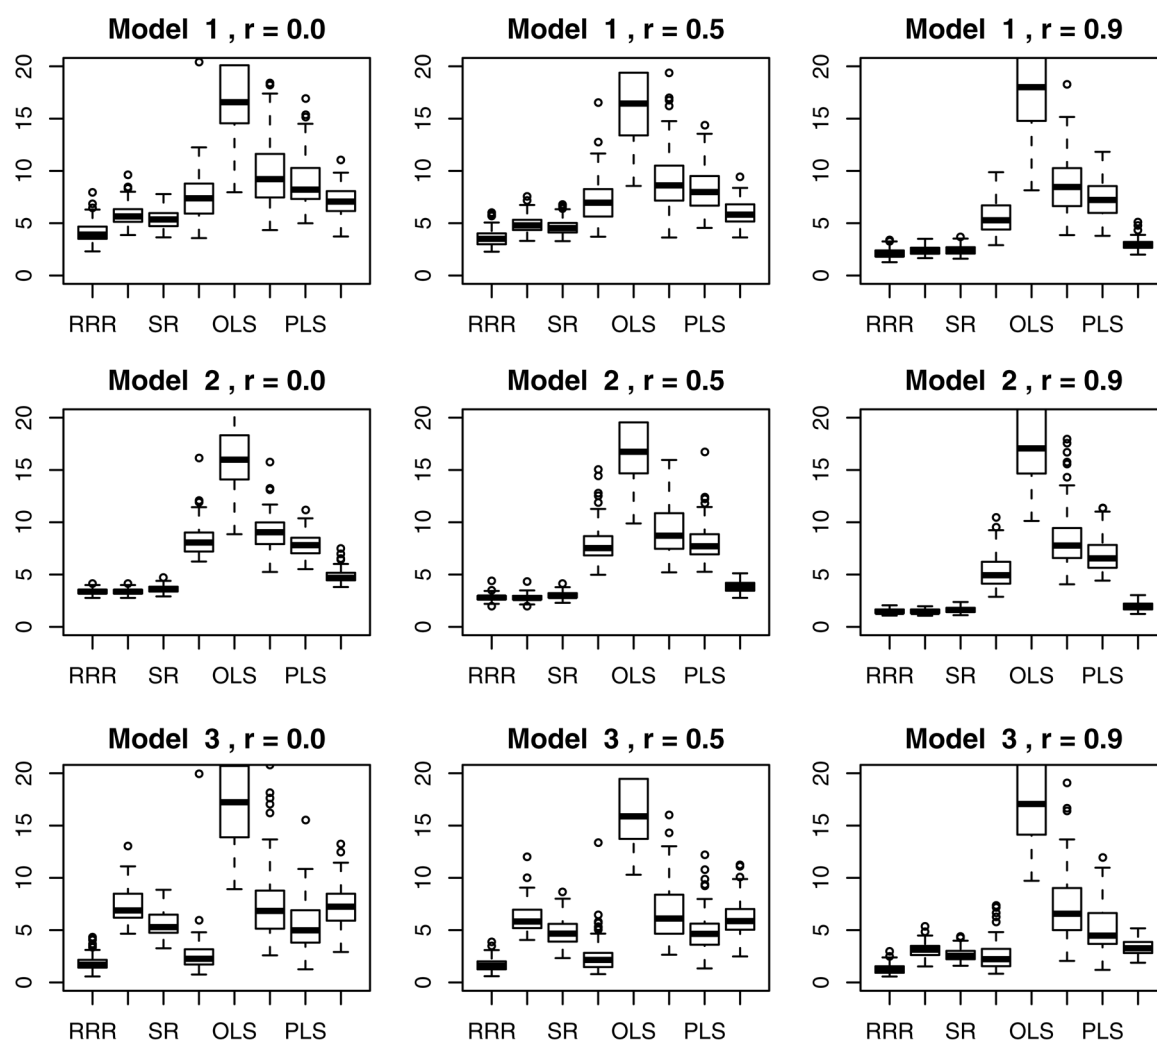 Model 1 , r = 0.0
Model 1 , r = 0.5
Model 1 , r = 0.9
20
15
10
5
0
20
15
10
5
0
20
15
10
5
0
RRR SR OLS PLS
RRR SR OLS PLS
RRR SR OLS PLS
Model 2 , r = 0.0
Model 2 , r = 0.5
Model 2 , r = 0.9
20
15
10
5
0
20
15
10
5
0
20
15
10
5
0
RRR SR OLS PLS
RRR SR OLS PLS
RRR SR OLS PLS
Model 3 , r = 0.0
Model 3 , r = 0.5
Model 3 , r = 0.9
20
15
10
5
0
20
15
10
5
0
20
15
10
5
0
RRR SR OLS PLS
RRR SR OLS PLS
RRR SR OLS PLS